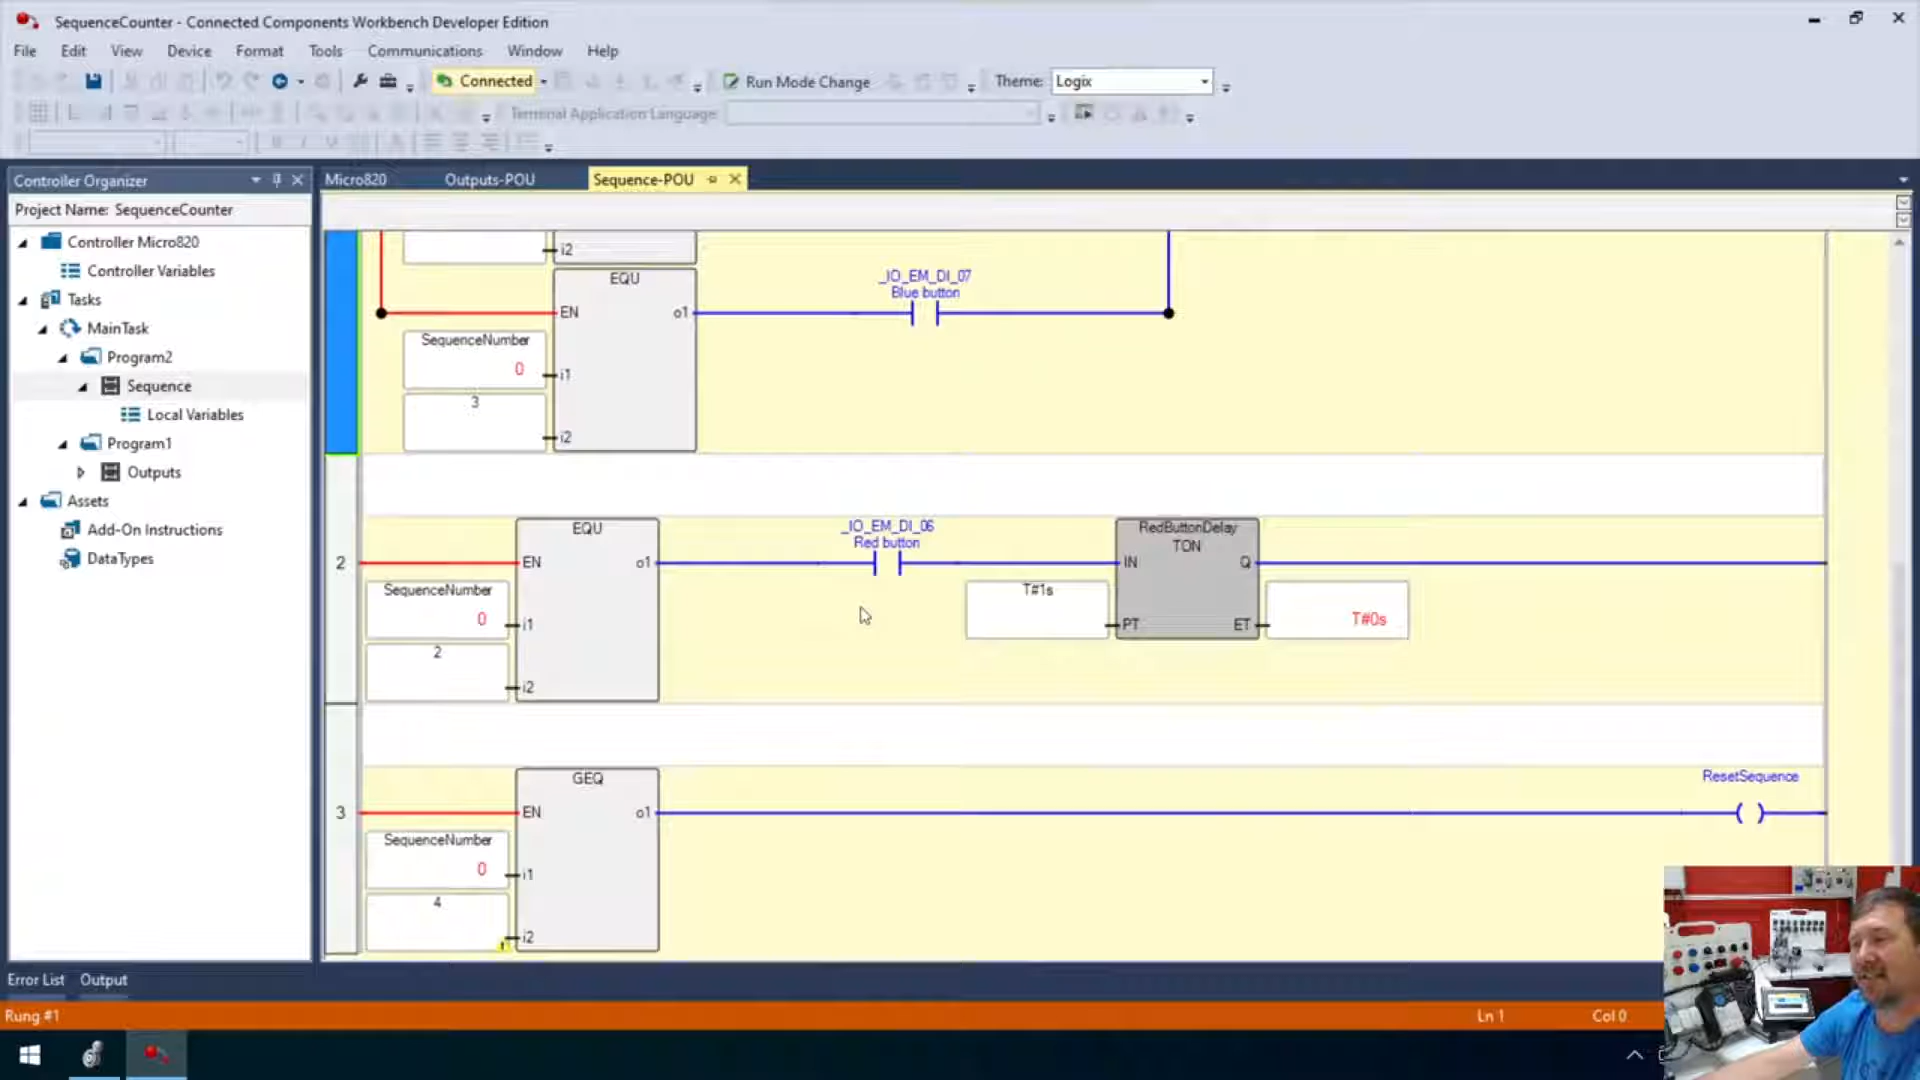 SequenceCounter - Connected Components Workbench Developer Edition
File Edit View Device Format Tools Communications Window Help
Connected Run Mode Change Theme: Logix
Terminal Application Language:
Controller Organizer
Micro820 Outputs-POU Sequence-POU
Project Name: SequenceCounter
Controller Micro820
Controller Variables
Tasks
MainTask
Program2
Sequence
Local Variables
Program1
Outputs
Assets
Add-On Instructions
DataTypes
i2
EQU
_IO_EM_DI_07
Blue button
EN o1
SequenceNumber
0
i1
3
i2
EQU
_IO_EM_DI_06
Red button
RedButtonDelay
TON
2
EN o1
IN Q
SequenceNumber
0
i1
T#1s
PT ET
T#0s
2
i2
GEQ
ResetSequence
3
EN o1
SequenceNumber
0
i1
4
i2
Error List Output
Rung #1
Ln 1 Col 0